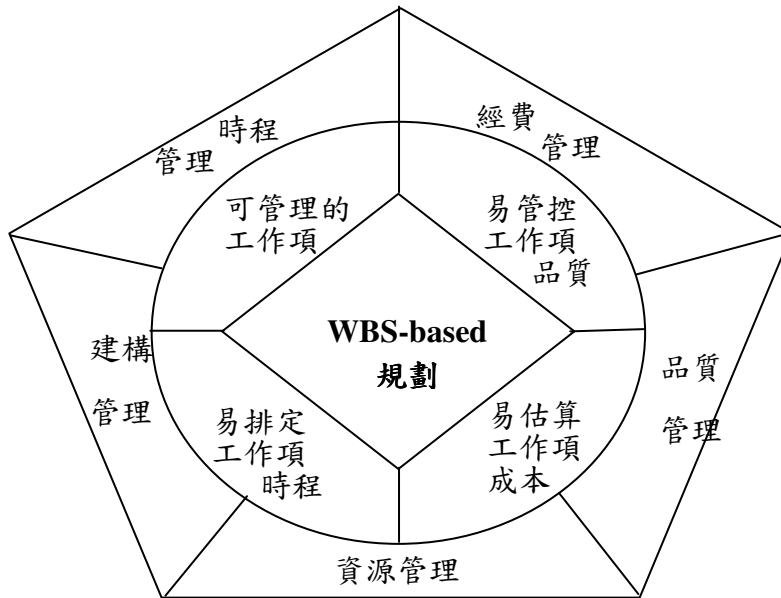 時程
管理
經費
管理
可管理的
工作項
易管控
工作項
品質
WBS-based
規劃
建構
管理
品質
管理
易排定
工作項
時程
易估算
工作項
成本
資源管理